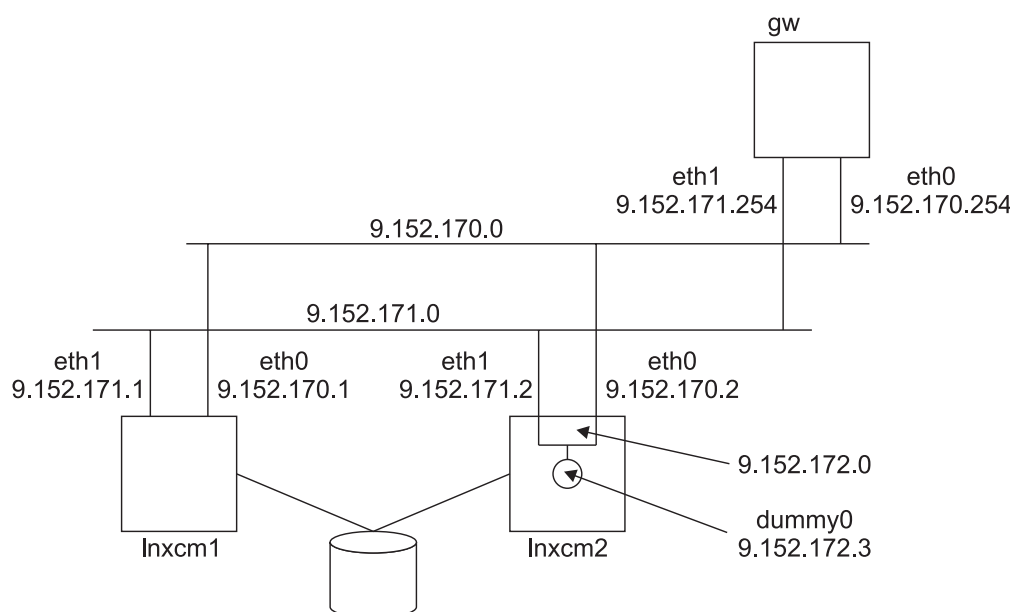 gw
eth1
9.152.171.254
eth0
9.152.170.254
9.152.170.0
9.152.171.0
eth1
9.152.171.1
eth0
9.152.170.1
eth1
9.152.171.2
eth0
9.152.170.2
9.152.172.0
dummy0
9.152.172.3
lnxcm1
lnxcm2